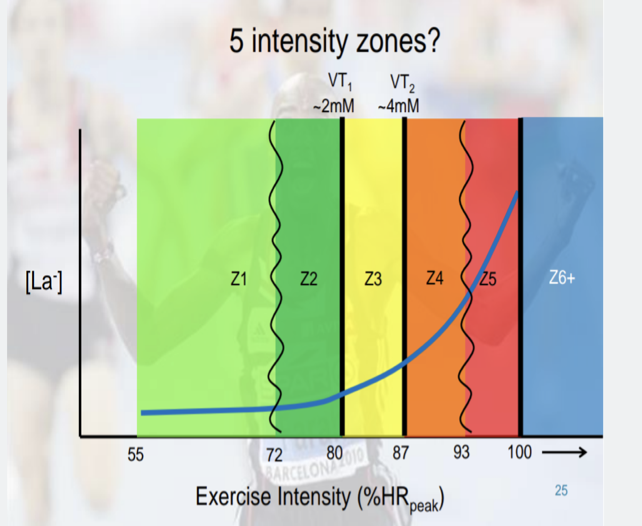 5 intensity zones?
VT1 VT2
~2mM ~4mM
[La-]
Z1 Z2 Z3 Z4 Z5 Z6+
55 72 80 87 93 100
BARCELONA 2010
Exercise Intensity (%HRpeak)
25